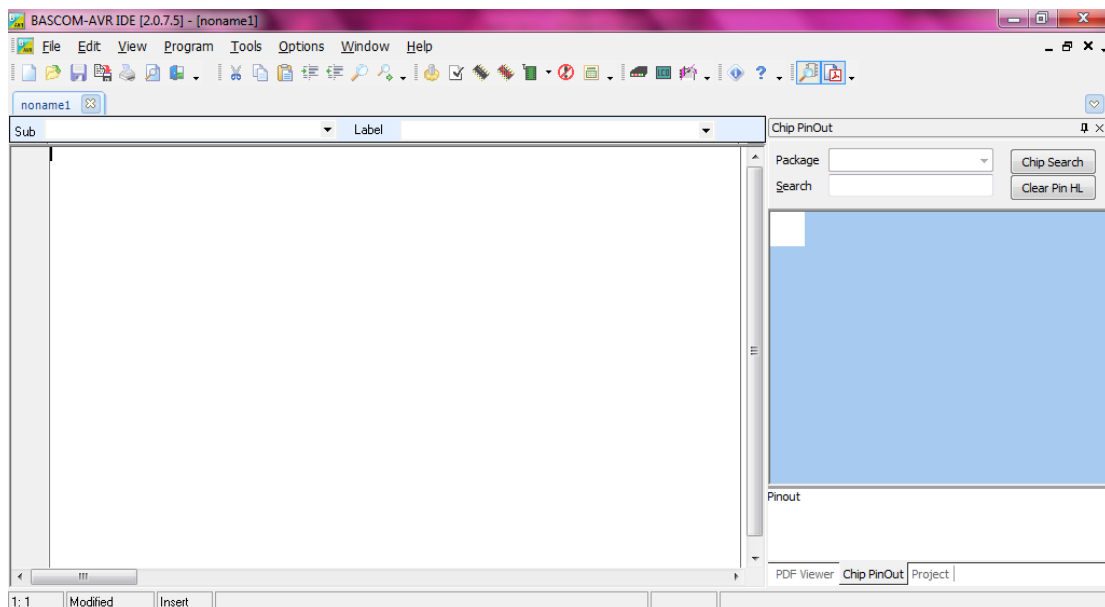 BASCOM-AVR IDE [2.0.7.5] - [noname1]
File Edit View Program Tools Options Window Help
noname1
Sub Label
Chip PinOut
Package Chip Search
Search Clear Pin HL
Pinout
PDF Viewer Chip PinOut Project
1: 1 Modified Insert